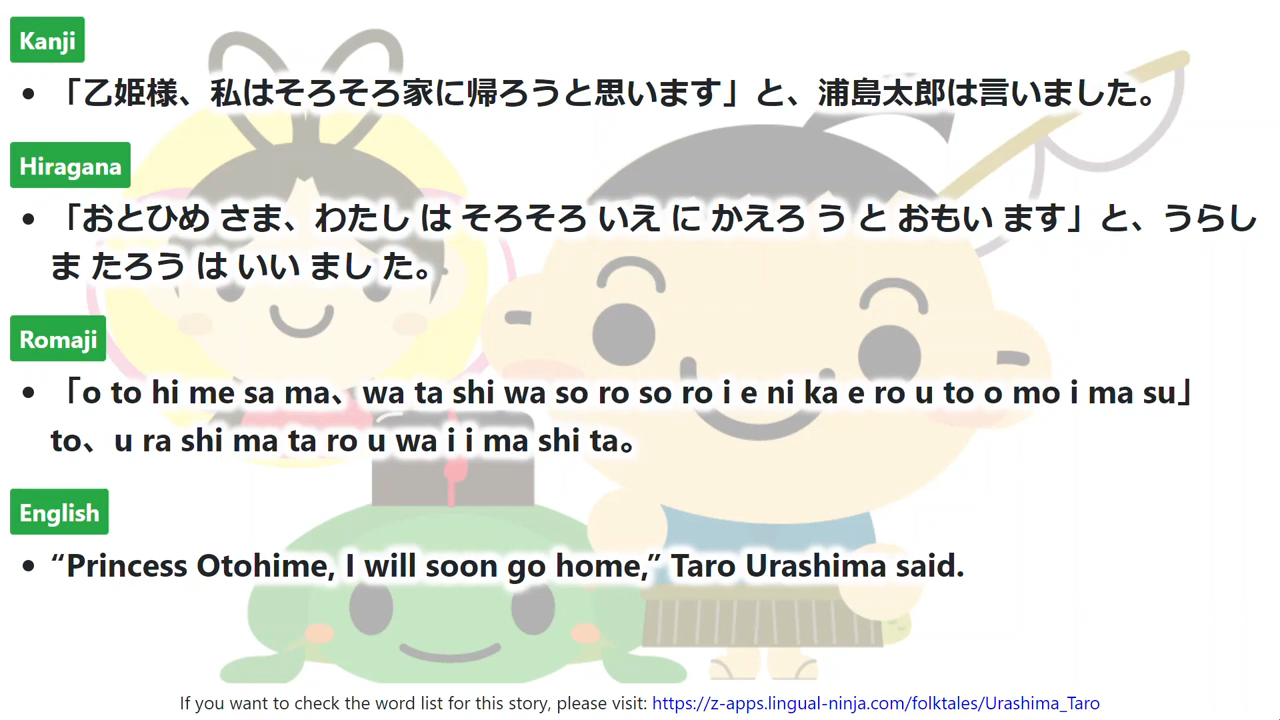 Kanji
• 「乙姫様、私はそろそろ家に帰ろうと思います」と、浦島太郎は言いました。
Hiragana
• 「おとひめ さま、わたし は そろそろ いえ に かえろ う と おもい ます」と、うらし
ま たろう は いい まし た。
Romaji
• 「o to hi me sa ma、wa ta shi wa so ro so ro i e ni ka e ro u to o mo i ma su」
to、u ra shi ma ta ro u wa i i ma shi ta。
English
• “Princess Otohime, I will soon go home,” Taro Urashima said.
If you want to check the word list for this story, please visit: https://z-apps.lingual-ninja.com/folktales/Urashima_Taro